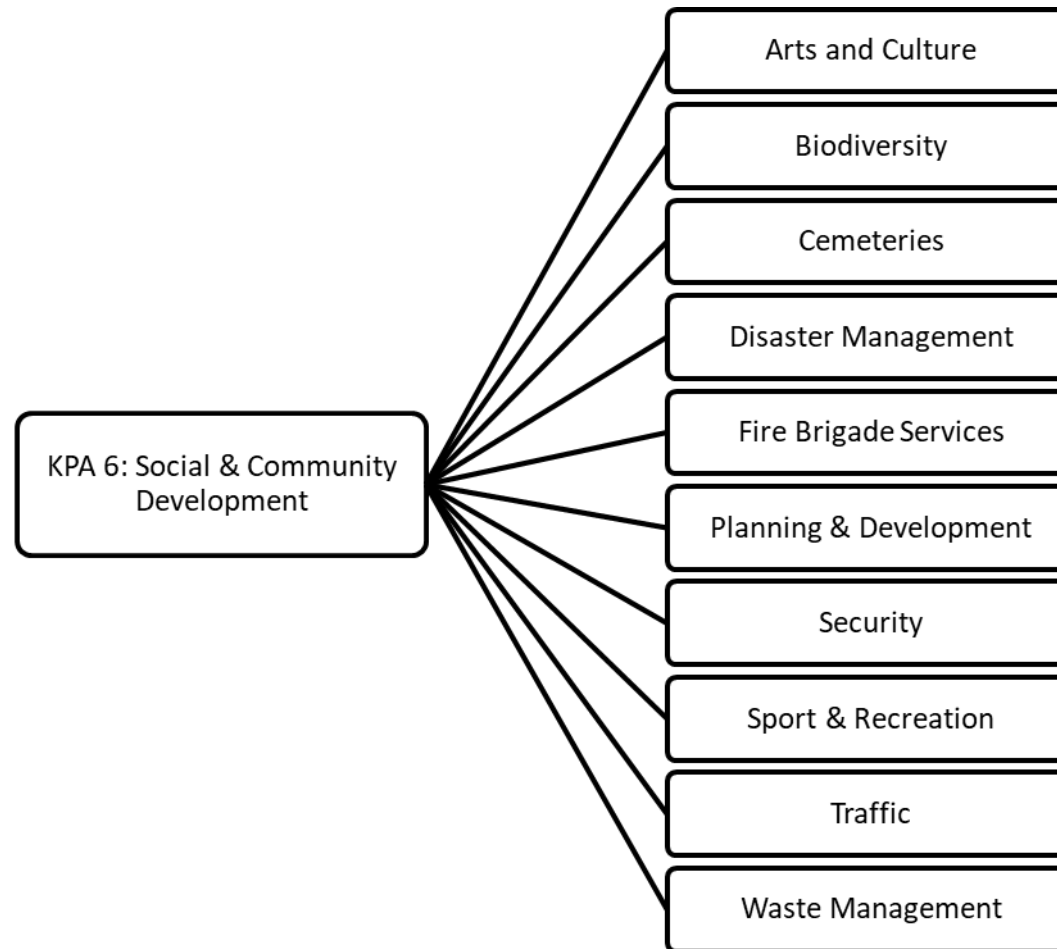 Arts and Culture
Biodiversity
Cemeteries
Disaster Management
Fire Brigade Services
KPA 6: Social & Community
Development
Planning & Development
Security
Sport & Recreation
Traffic
Waste Management